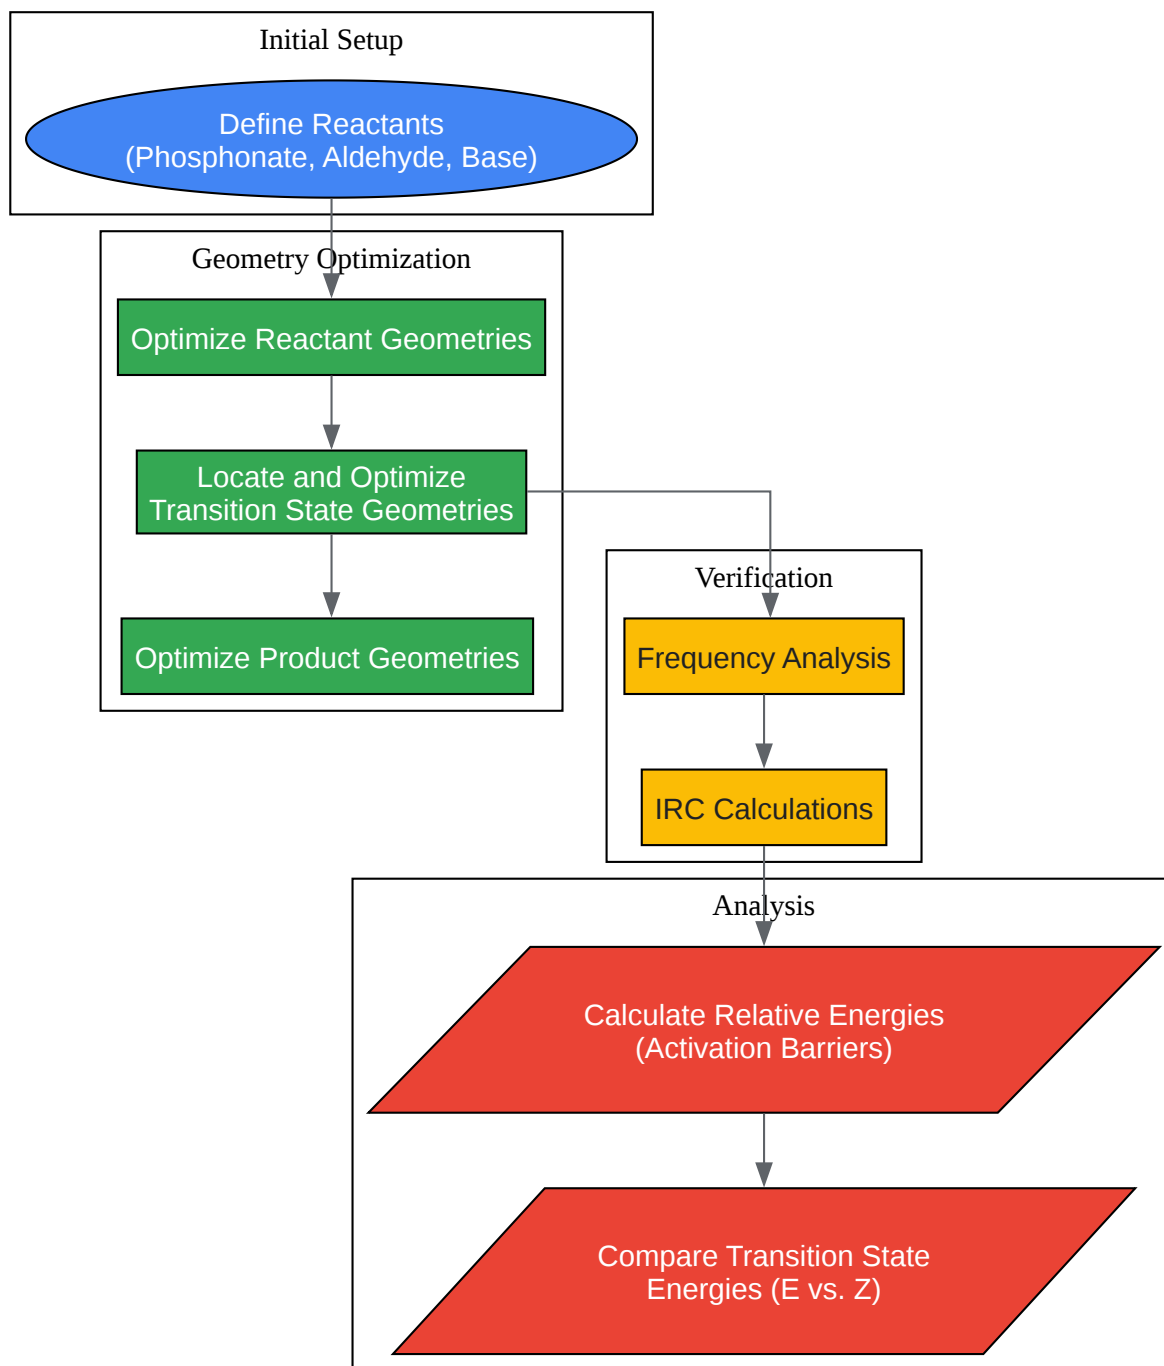 Initial Setup
Define Reactants
(Phosphonate, Aldehyde, Base)
Geometry Optimization
Optimize Reactant Geometries
Locate and Optimize
Transition State Geometries
Optimize Product Geometries
Verification
Frequency Analysis
IRC Calculations
Analysis
Calculate Relative Energies
(Activation Barriers)
Compare Transition State
Energies (E vs. Z)